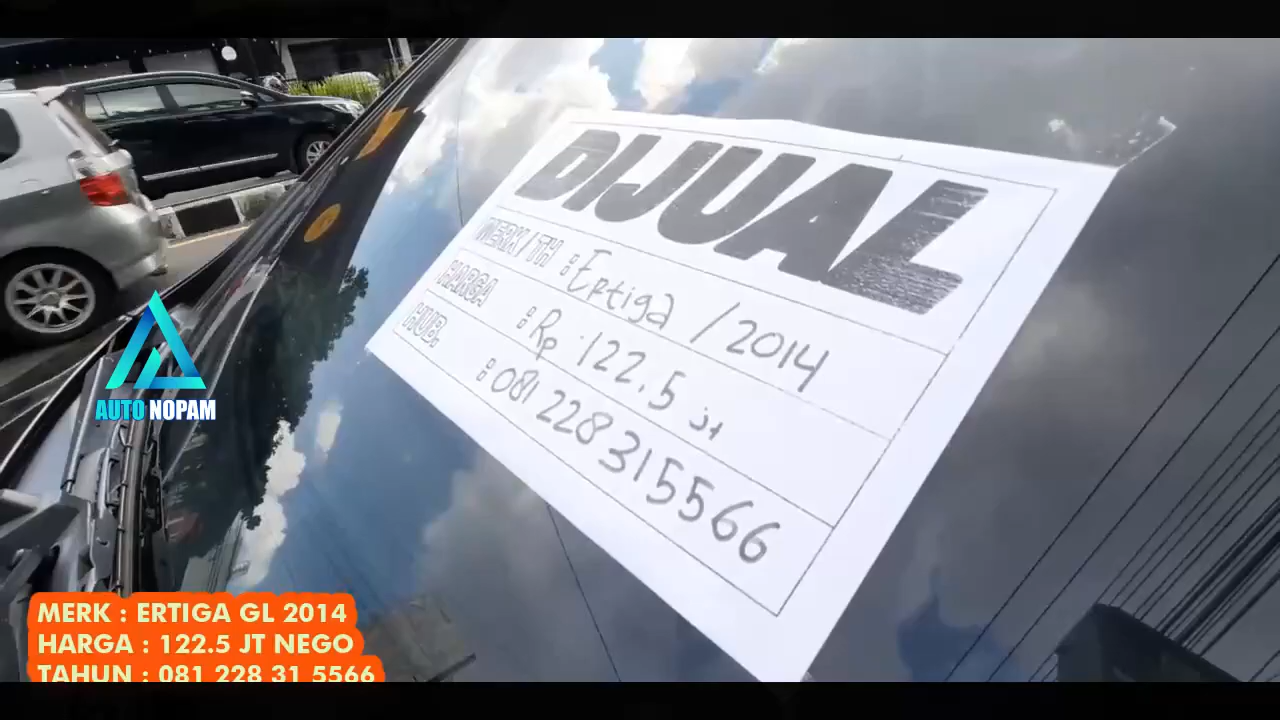 DIJUAL
MERK/TH : Ertiga / 2014
HARGA : Rp 122.5 jt
HUB. : 081 228 315566
AUTO NOPAM
MERK : ERTIGA GL 2014
HARGA : 122.5 JT NEGO
TAHUN : 081 228 31 5566